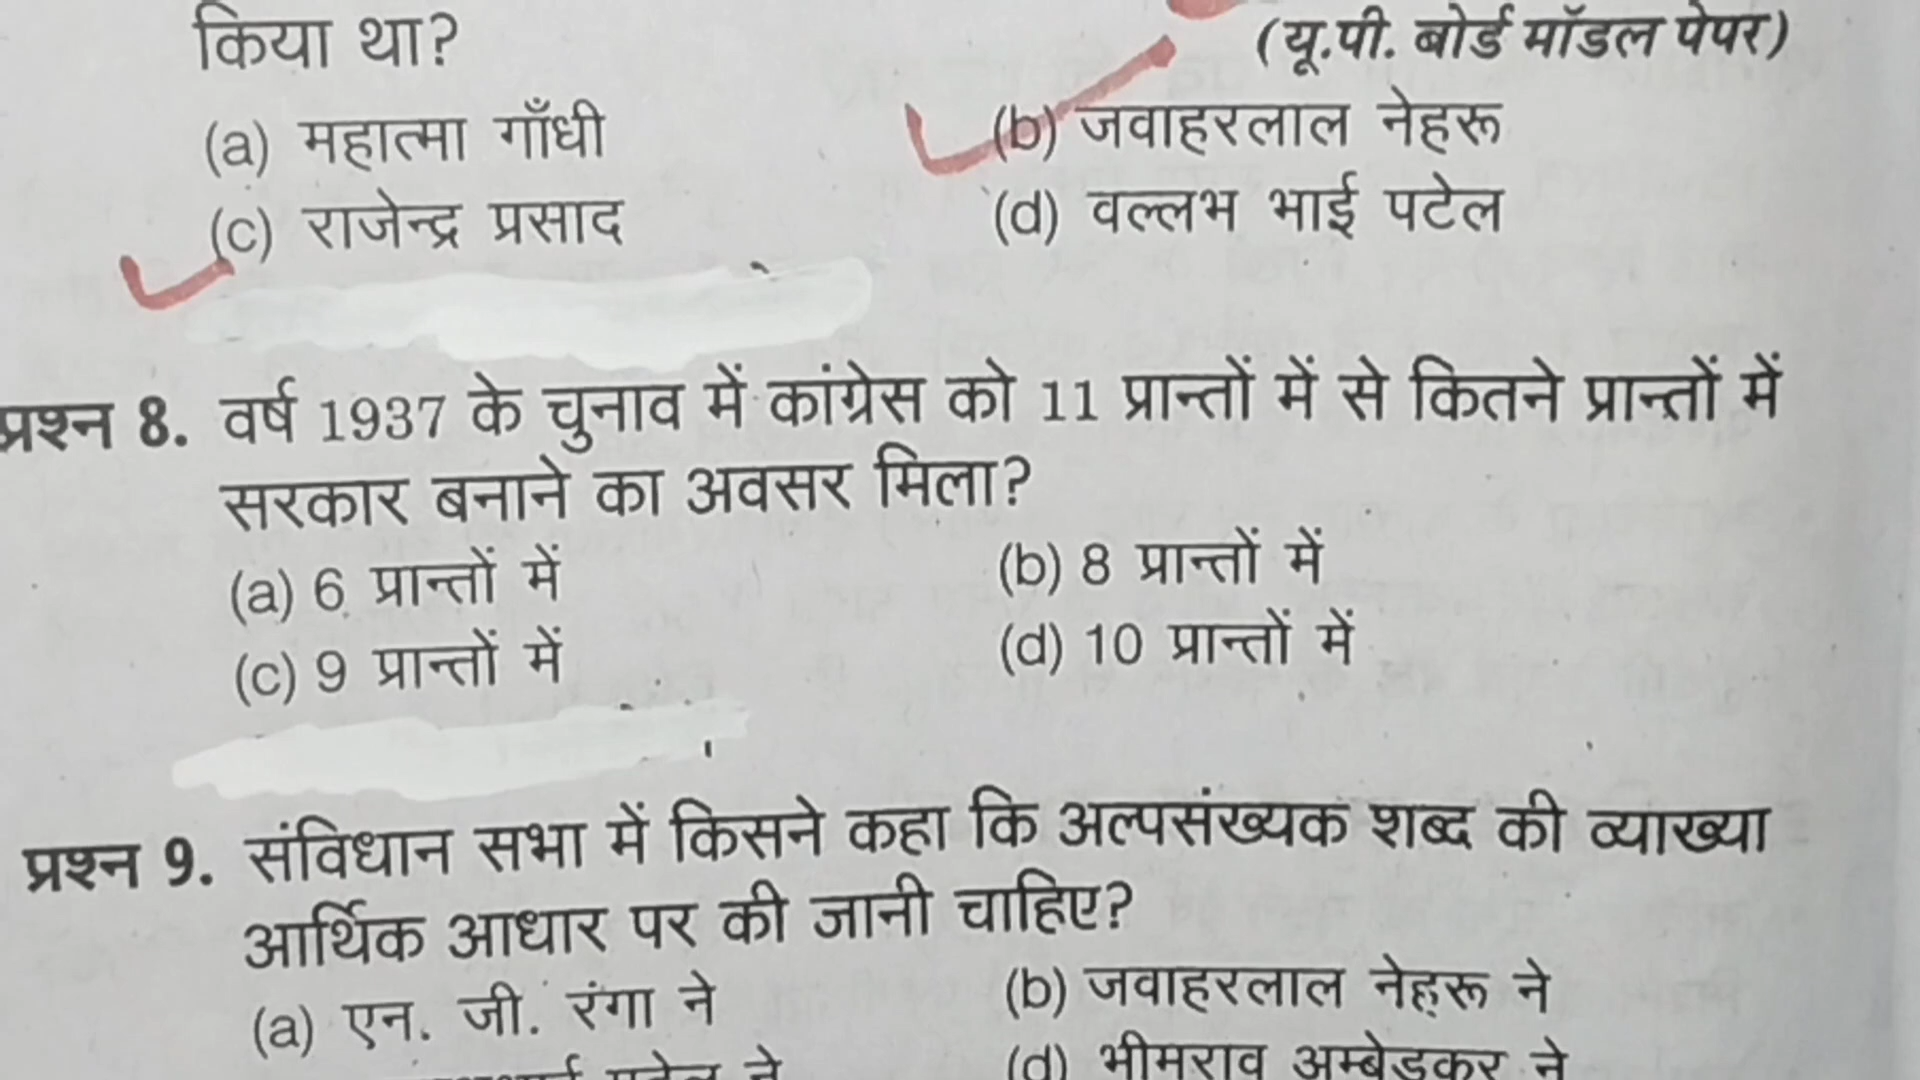 किया था?
(यू.पी. बोर्ड मॉडल पेपर)
(a) महात्मा गाँधी (b) जवाहरलाल नेहरू
(c) राजेन्द्र प्रसाद (d) वल्लभ भाई पटेल
प्रश्न 8. वर्ष 1937 के चुनाव में कांग्रेस को 11 प्रान्तों में से कितने प्रान्तों में
सरकार बनाने का अवसर मिला?
(a) 6 प्रान्तों में (b) 8 प्रान्तों में
(c) 9 प्रान्तों में (d) 10 प्रान्तों में
प्रश्न 9. संविधान सभा में किसने कहा कि अल्पसंख्यक शब्द की व्याख्या
आर्थिक आधार पर की जानी चाहिए?
(a) एन. जी. रंगा ने (b) जवाहरलाल नेहरू ने
पटेल ने (d) भीमराव अम्बेडकर ने